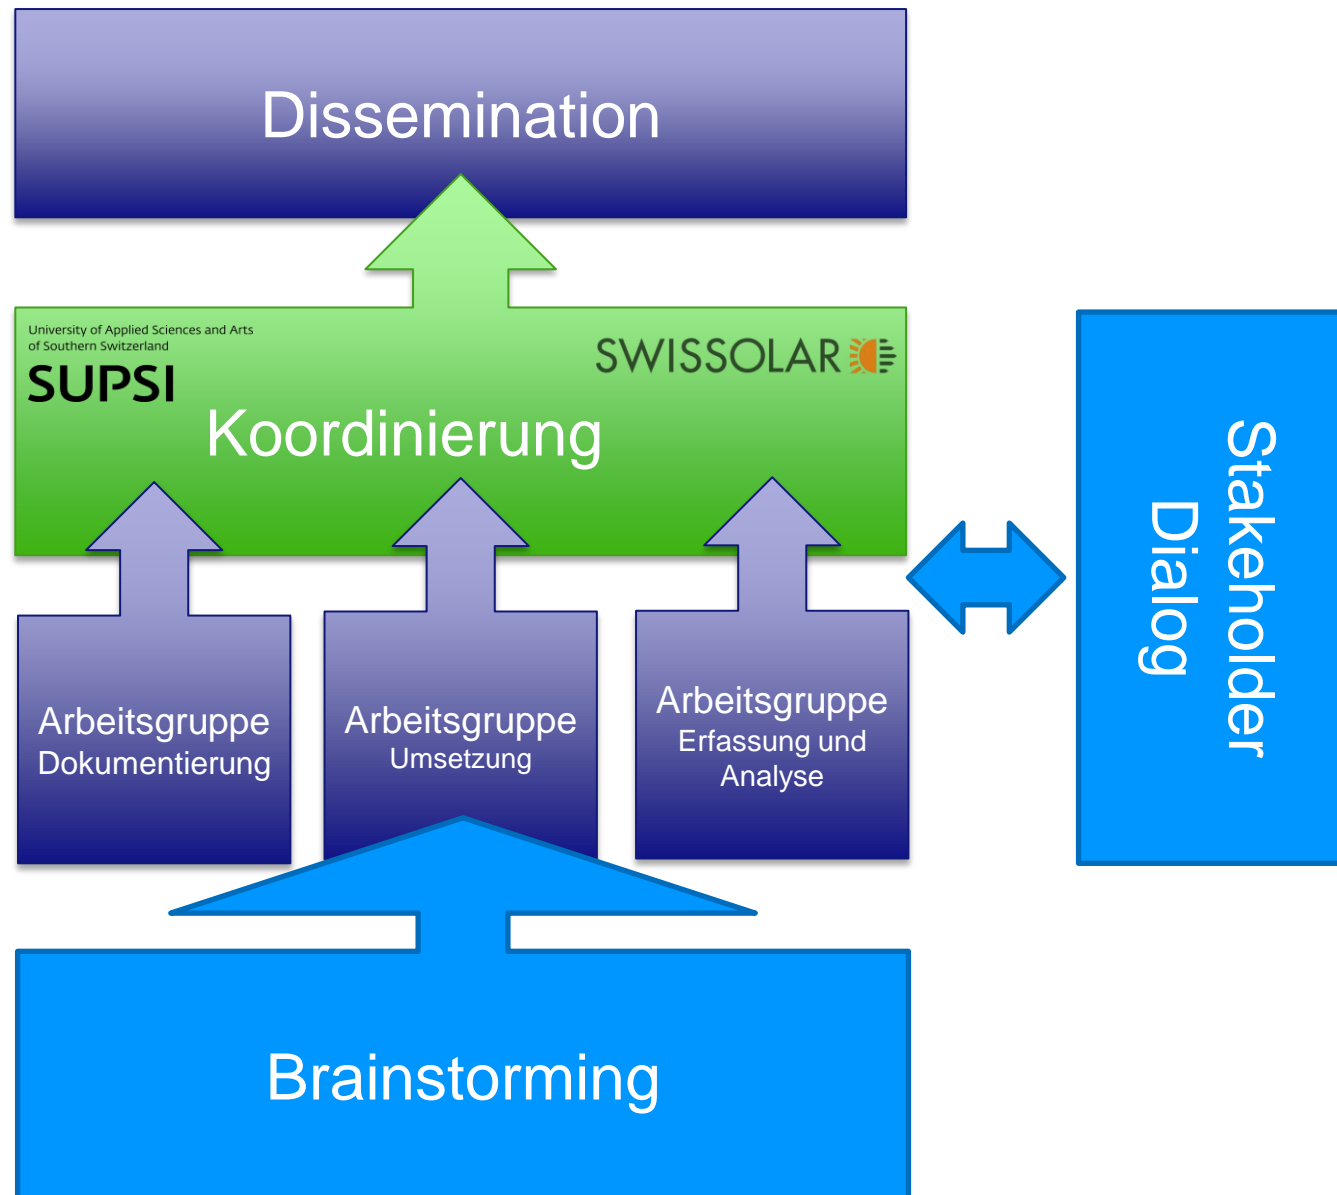 Dissemination
University of Applied Sciences and Arts
of Southern Switzerland
SUPSI
SWISSOLAR
Koordinierung
Arbeitsgruppe
Dokumentierung
Arbeitsgruppe
Umsetzung
Arbeitsgruppe
Erfassung und
Analyse
Stakeholder
Dialog
Brainstorming